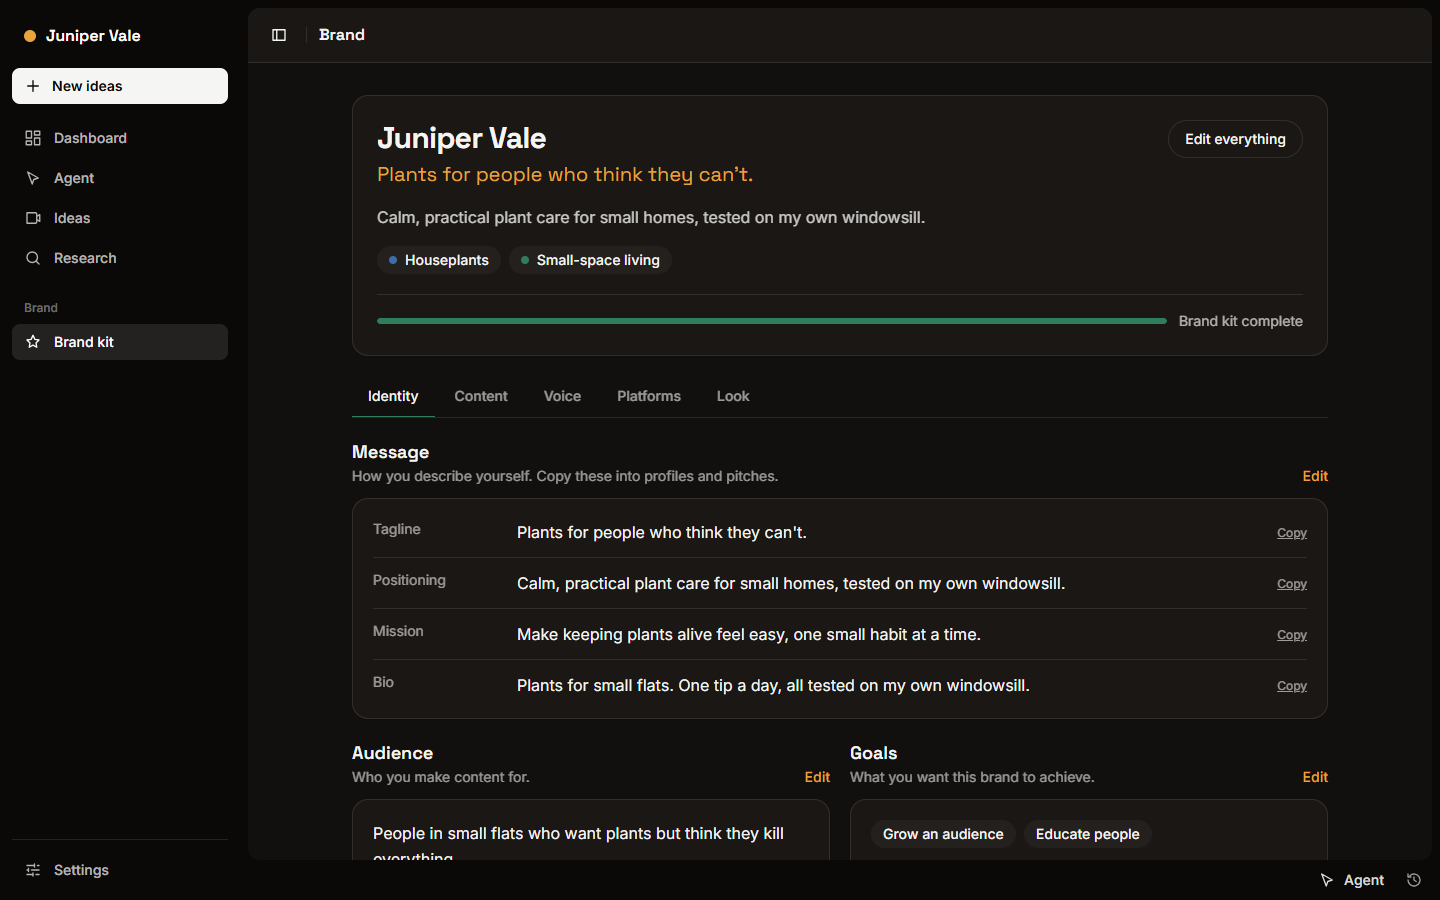 Juniper Vale
New ideas
Dashboard
Agent
Ideas
Research
Brand
Brand kit
Settings
Brand
Juniper Vale
Edit everything
Plants for people who think they can’t.
Calm, practical plant care for small homes, tested on my own windowsill.
Houseplants
Small-space living
Brand kit complete
Identity
Content
Voice
Platforms
Look
Message
How you describe yourself. Copy these into profiles and pitches.
Edit
Tagline
Plants for people who think they can't.
Copy
Positioning
Calm, practical plant care for small homes, tested on my own windowsill.
Copy
Mission
Make keeping plants alive feel easy, one small habit at a time.
Copy
Bio
Plants for small flats. One tip a day, all tested on my own windowsill.
Copy
Audience
Who you make content for.
Edit
People in small flats who want plants but think they kill
everything.
Goals
What you want this brand to achieve.
Edit
Grow an audience
Educate people
Agent